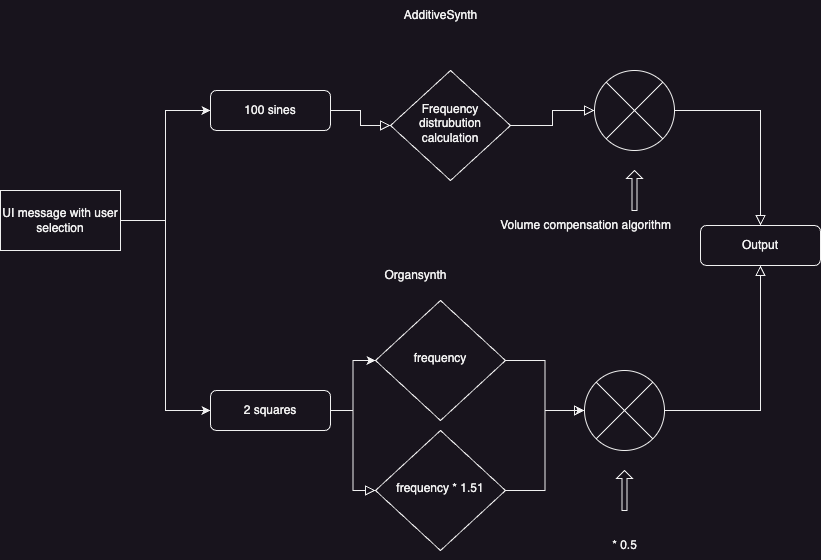 AdditiveSynth
100 sines
Frequency
distrubution
calculation
UI message with user
selection
Volume compensation algorithm
Output
Organsynth
frequency
2 squares
frequency * 1.51
* 0.5